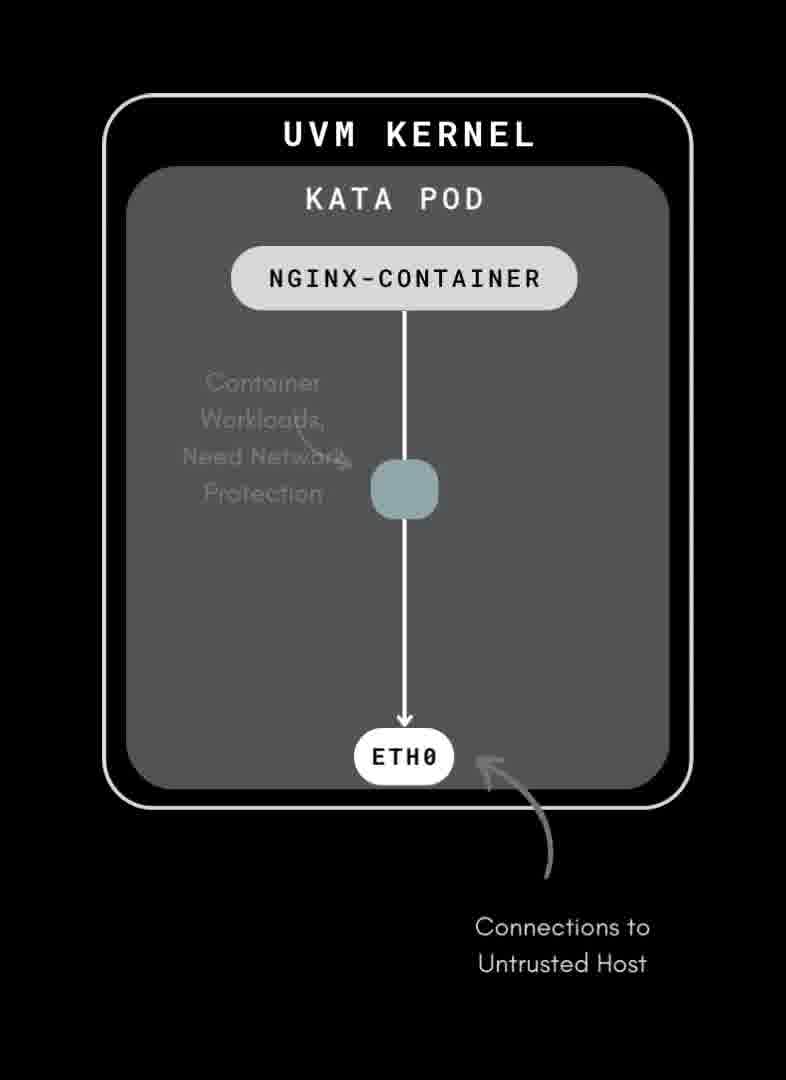 UVM KERNEL
KATA POD
NGINX-CONTAINER
Container
Workloads,
Need Network
Protection
ETH0
Connections to
Untrusted Host